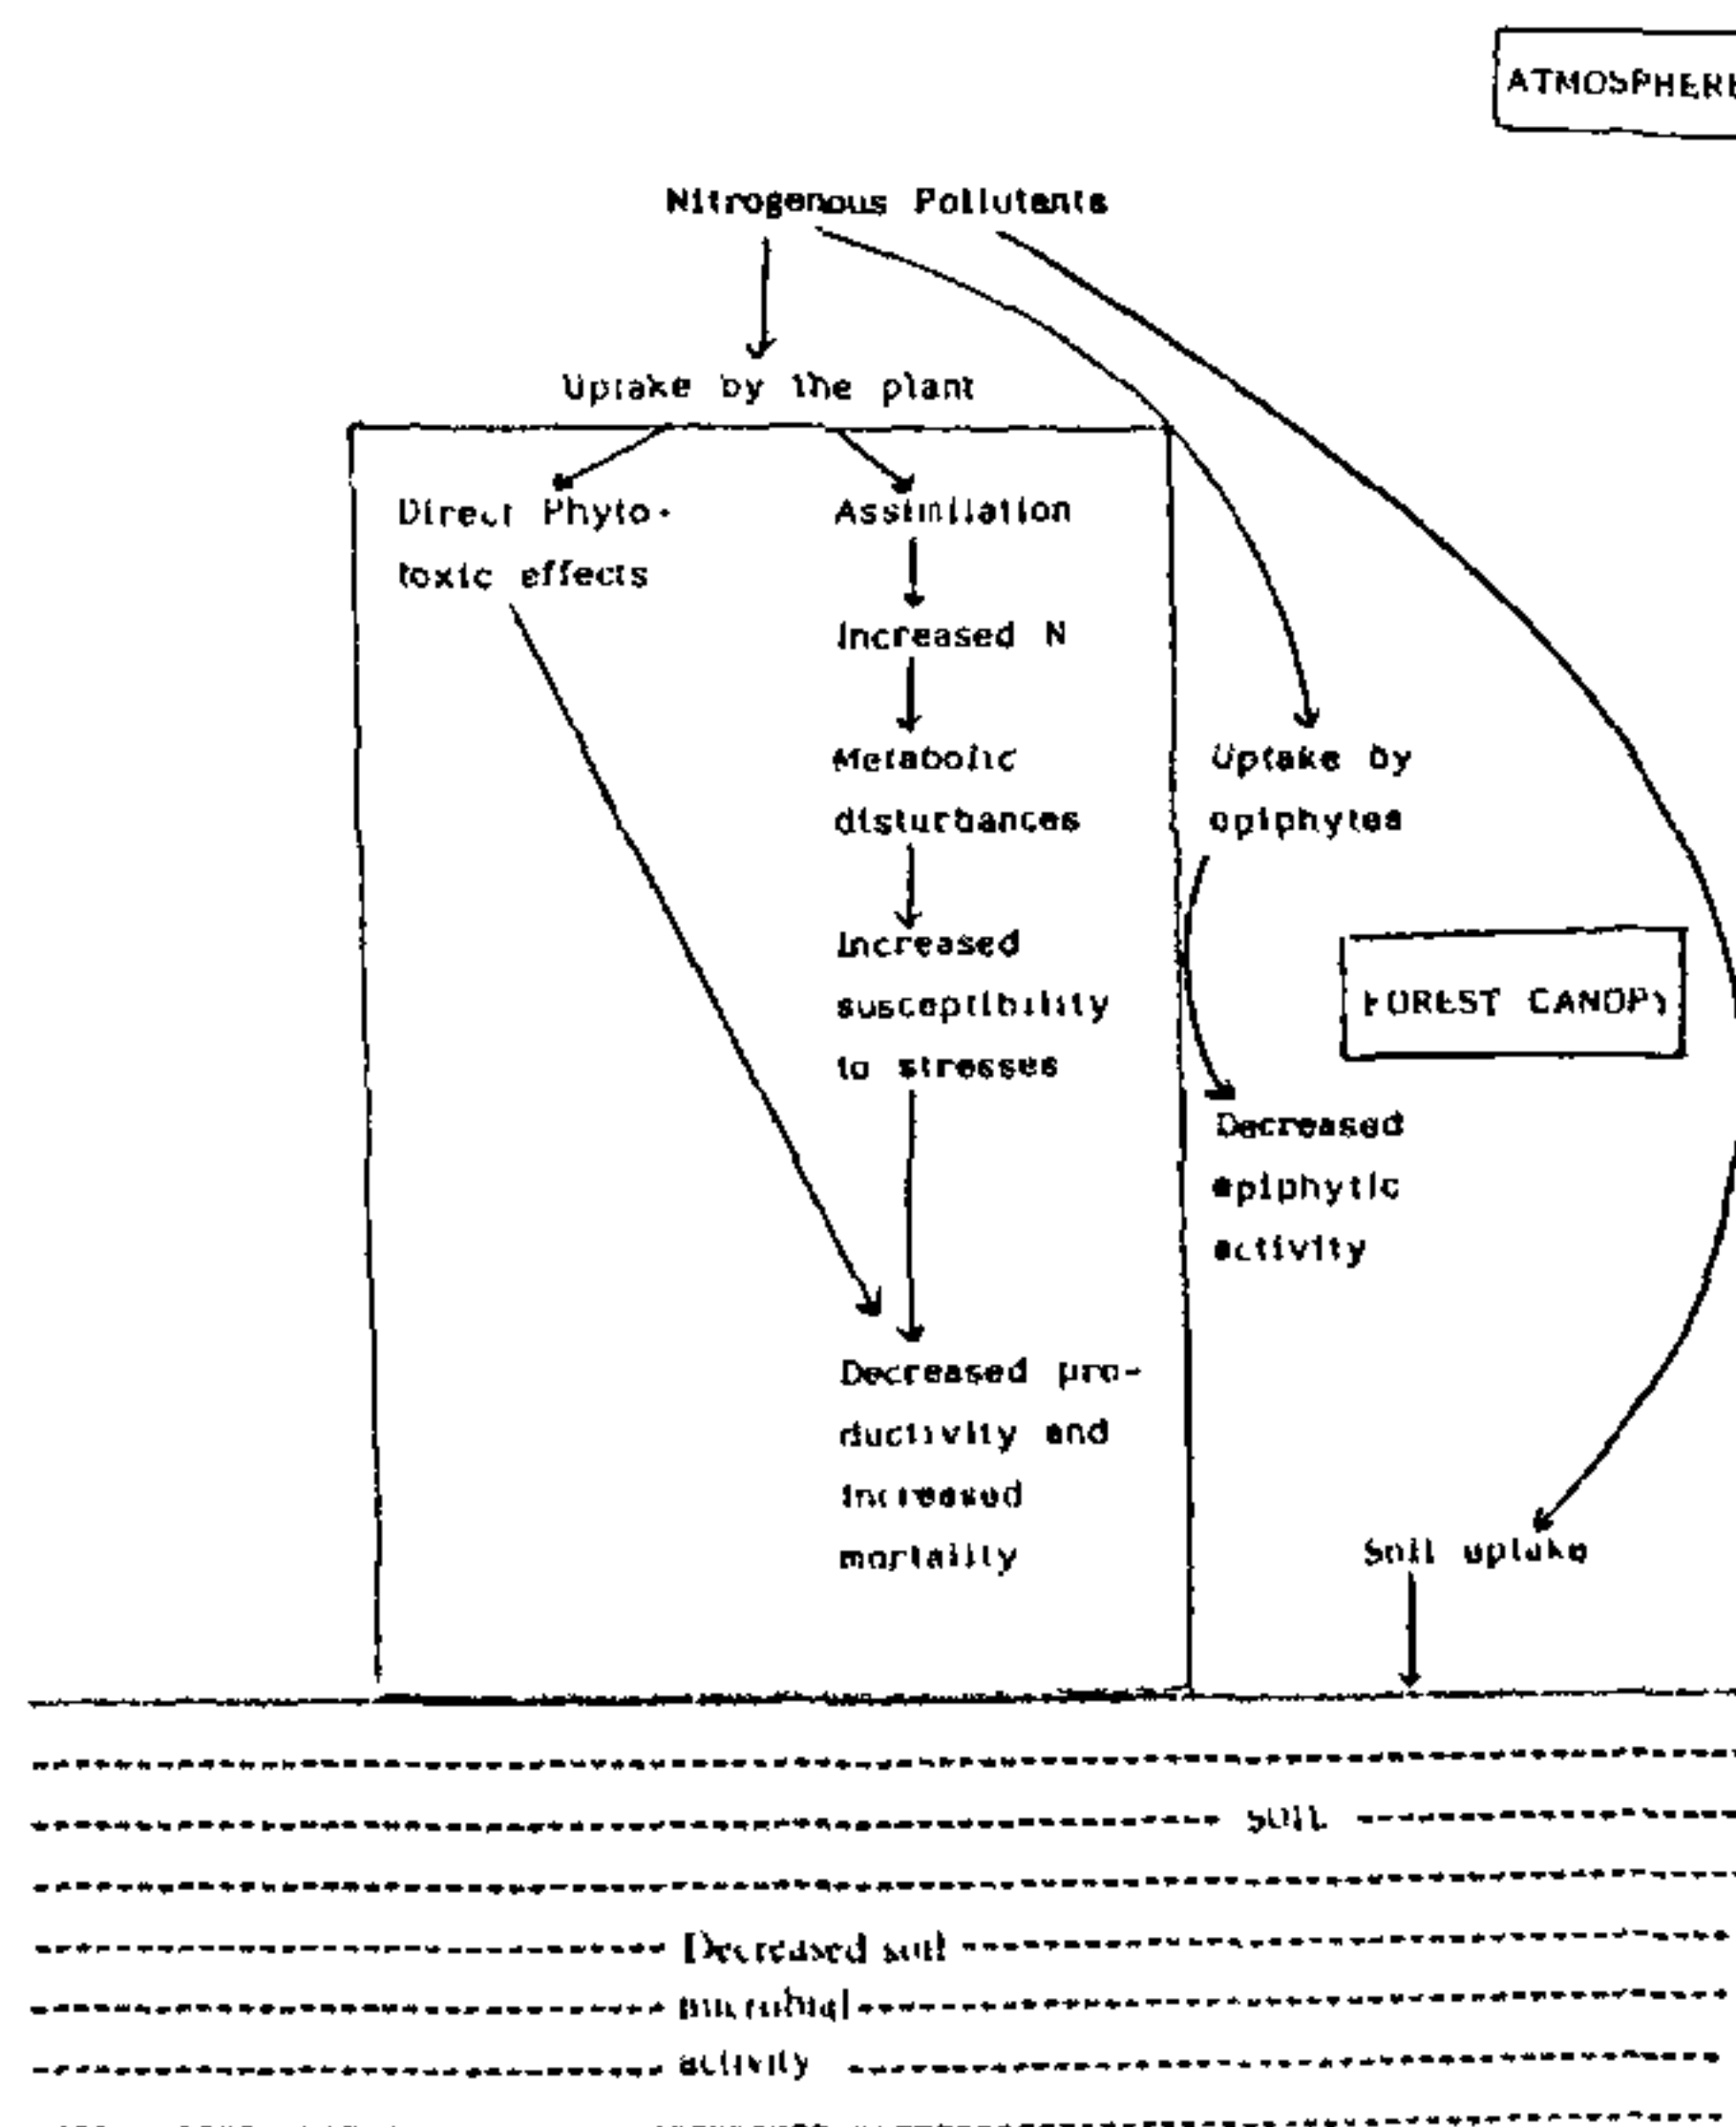 ATMOSPHERE
Nitrogenous Pollutants
Uptake by the plant
Direct Phyto-
toxic effects
Assimilation
Increased N
Metabolic
disturbances
Increased
susceptibility
to stresses
Uptake by
epiphytes
FOREST CANOPY
Decreased
epiphytic
activity
Decreased pro-
ductivity and
increased
mortality
Soil uptake
SOIL
Decreased soil
microbial
activity